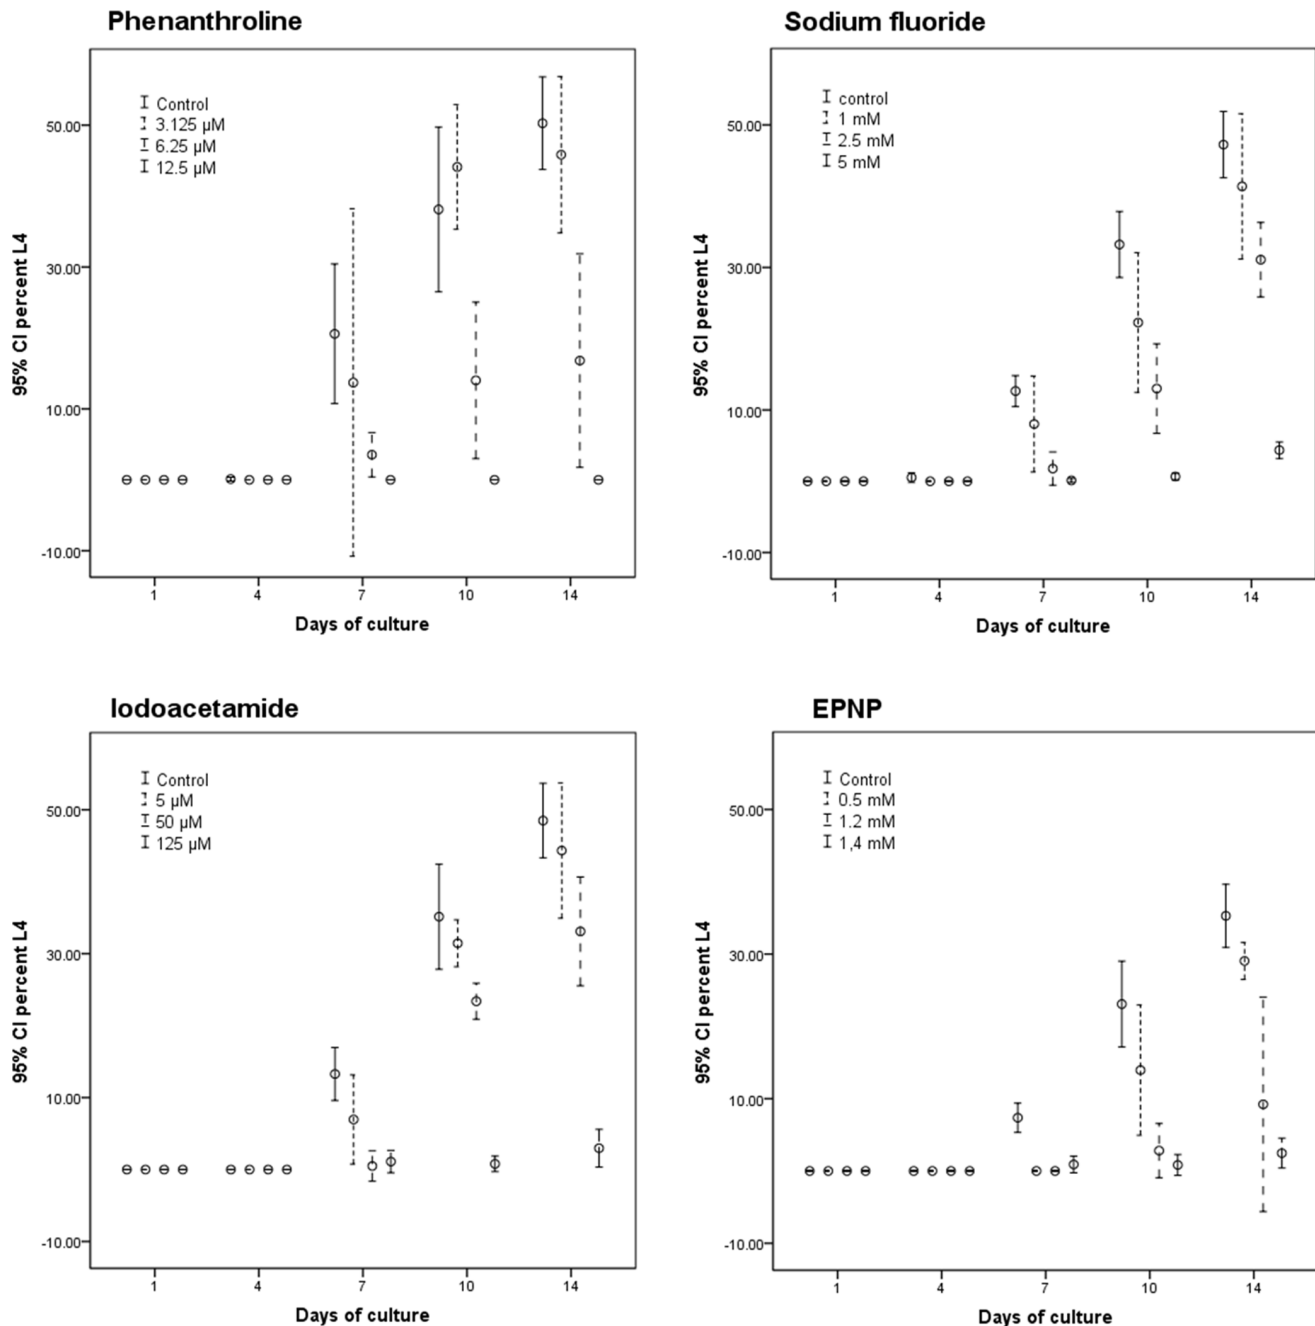 Phenanthroline
Control
3.125 µM
6.25 µM
12.5 µM
50.00
30.00
10.00
-10.00
95% CI percent L4
1 4 7 10 14
Days of culture
Sodium fluoride
control
1 mM
2.5 mM
5 mM
50.00
30.00
10.00
-10.00
95% CI percent L4
1 4 7 10 14
Days of culture
Iodoacetamide
Control
5 µM
50 µM
125 µM
50.00
30.00
10.00
-10.00
95% CI percent L4
1 4 7 10 14
Days of culture
EPNP
Control
0.5 mM
1.2 mM
1,4 mM
50.00
30.00
10.00
-10.00
95% CI percent L4
1 4 7 10 14
Days of culture